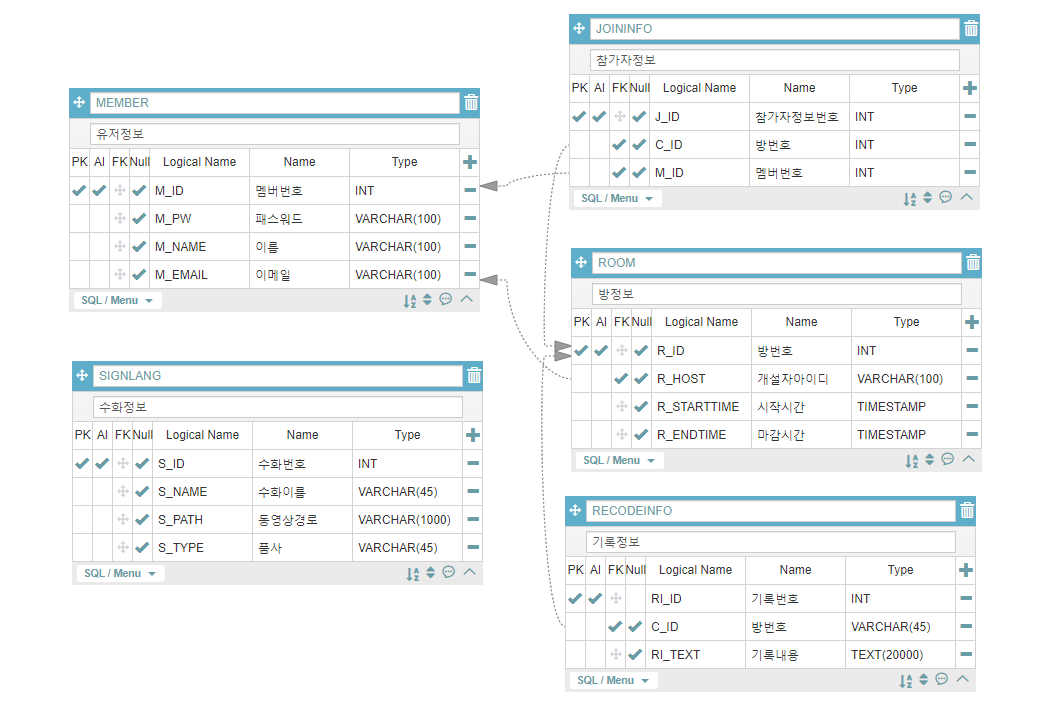 MEMBER
유저정보
PK AI FK Null Logical Name Name Type
M_ID 멤버번호 INT
M_PW 패스워드 VARCHAR(100)
M_NAME 이름 VARCHAR(100)
M_EMAIL 이메일 VARCHAR(100)
SQL / Menu
SIGNLANG
수화정보
PK AI FK Null Logical Name Name Type
S_ID 수화번호 INT
S_NAME 수화이름 VARCHAR(45)
S_PATH 동영상경로 VARCHAR(1000)
S_TYPE 품사 VARCHAR(45)
SQL / Menu
JOININFO
참가자정보
PK AI FK Null Logical Name Name Type
J_ID 참가자정보번호 INT
C_ID 방번호 INT
M_ID 멤버번호 INT
SQL / Menu
ROOM
방정보
PK AI FK Null Logical Name Name Type
R_ID 방번호 INT
R_HOST 개설자아이디 VARCHAR(100)
R_STARTTIME 시작시간 TIMESTAMP
R_ENDTIME 마감시간 TIMESTAMP
SQL / Menu
RECODEINFO
기록정보
PK AI FK Null Logical Name Name Type
RI_ID 기록번호 INT
C_ID 방번호 VARCHAR(45)
RI_TEXT 기록내용 TEXT(20000)
SQL / Menu